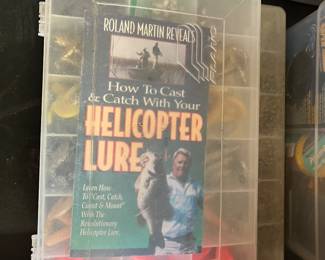 ROLAND MARTIN REVEALS
How To Cast
& Catch With Your
HELICOPTER
LURE
Learn How
To "Cast, Catch,
Count & Mount"
With The
Revolutionary
Helicopter Lure.
PLANO